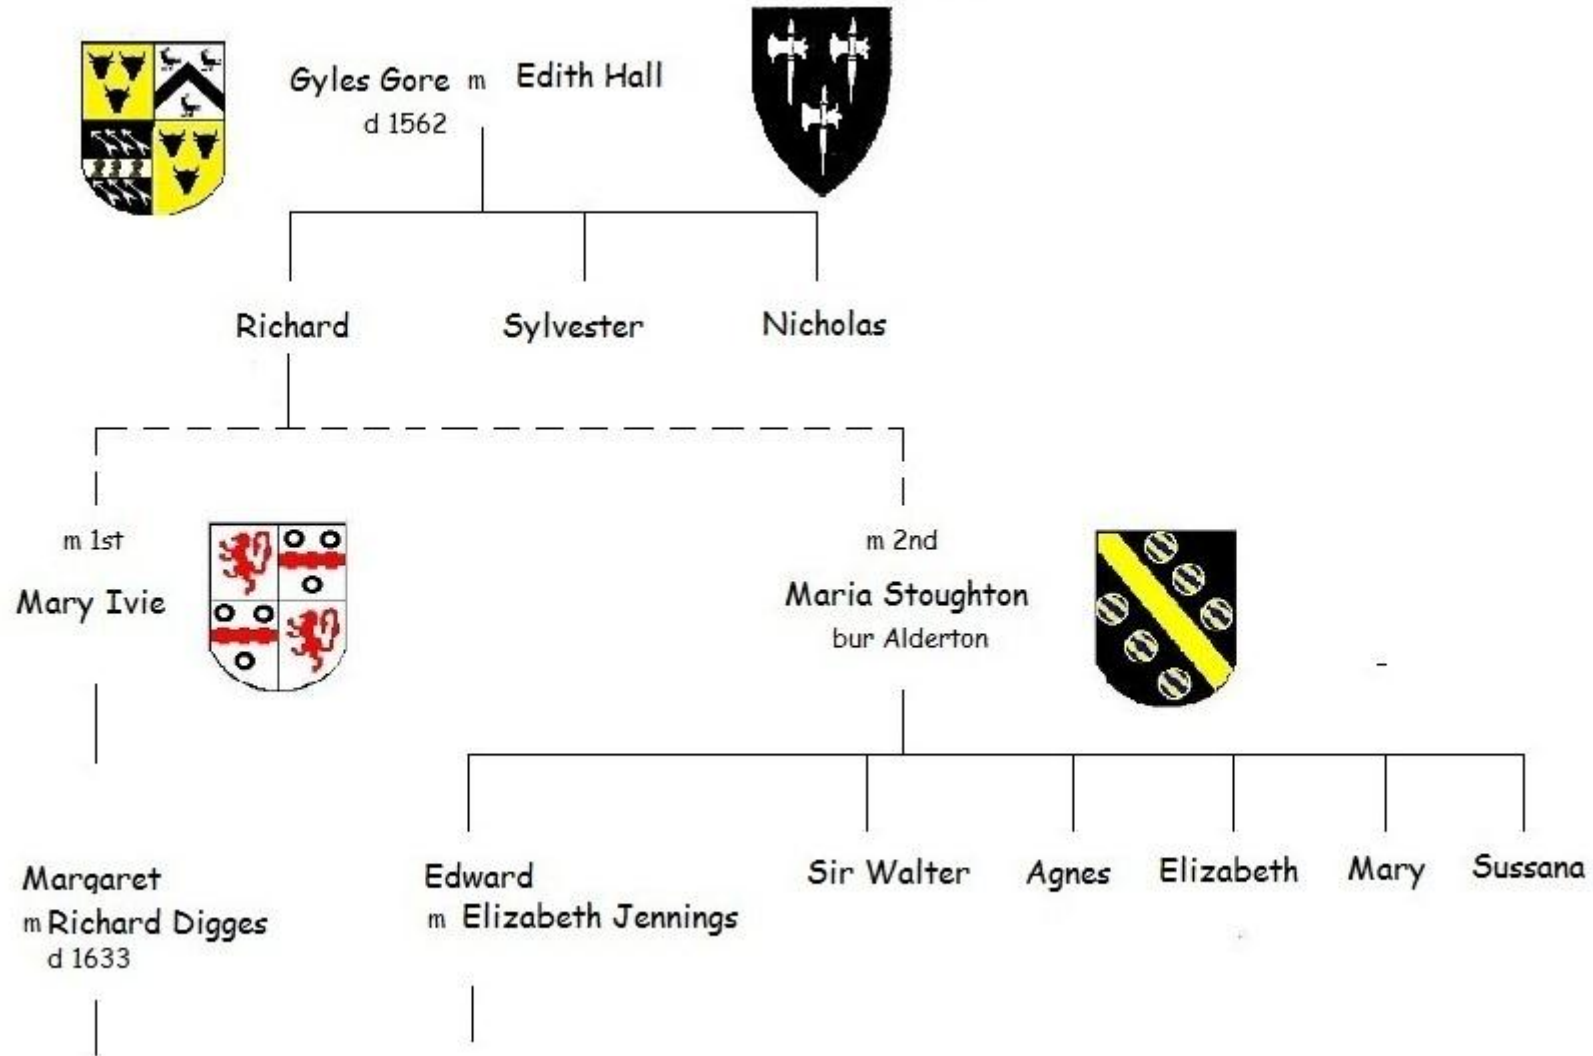 Gyles Gore m Edith Hall
d 1562
Richard Sylvester Nicholas
m 1st m 2nd
Mary Ivie Maria Stoughton
bur Alderton
Margaret Edward Sir Walter Agnes Elizabeth Mary Sussana
m Richard Digges m Elizabeth Jennings
d 1633